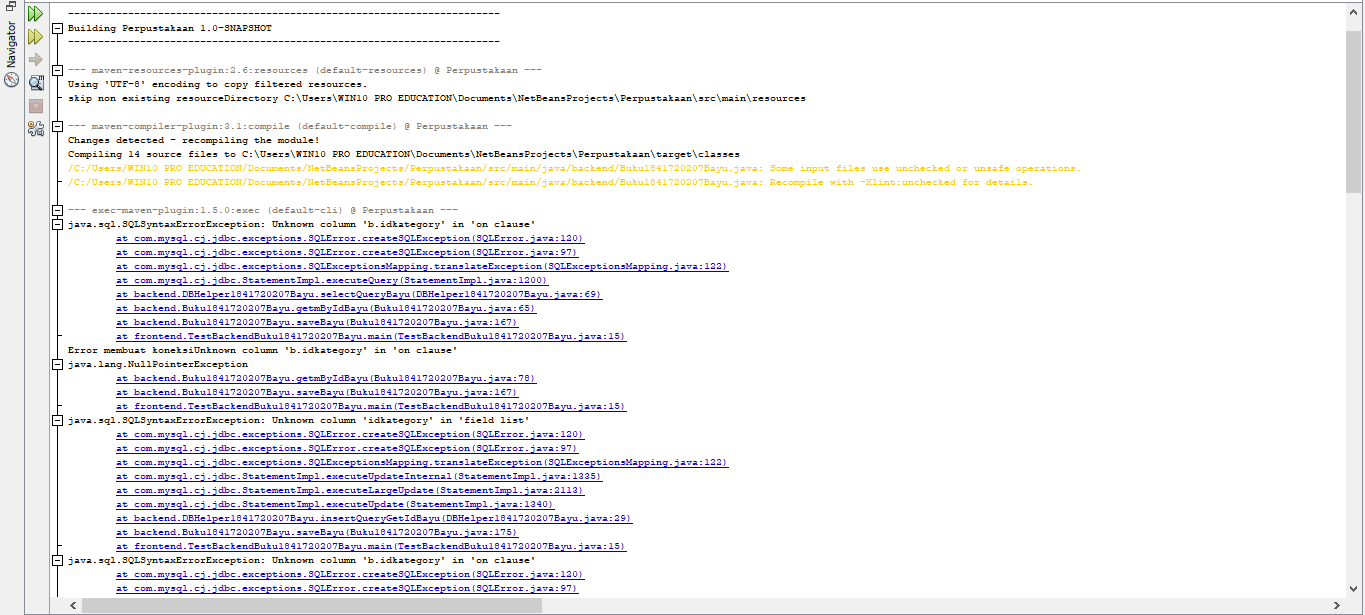 Navigator
------------------------------------------------------------------------
Building Perpustakaan 1.0-SNAPSHOT
------------------------------------------------------------------------
--- maven-resources-plugin:2.6:resources (default-resources) @ Perpustakaan ---
Using 'UTF-8' encoding to copy filtered resources.
skip non existing resourceDirectory C:\Users\WIN10 PRO EDUCATION\Documents\NetBeansProjects\Perpustakaan\src\main\resources
--- maven-compiler-plugin:3.1:compile (default-compile) @ Perpustakaan ---
Changes detected - recompiling the module!
Compiling 14 source files to C:\Users\WIN10 PRO EDUCATION\Documents\NetBeansProjects\Perpustakaan\target\classes
/C:/Users/WIN10 PRO EDUCATION/Documents/NetBeansProjects/Perpustakaan/src/main/java/backend/Buku1841720207Bayu.java: Some input files use unchecked or unsafe operations.
/C:/Users/WIN10 PRO EDUCATION/Documents/NetBeansProjects/Perpustakaan/src/main/java/backend/Buku1841720207Bayu.java: Recompile with -Xlint:unchecked for details.
--- exec-maven-plugin:1.5.0:exec (default-cli) @ Perpustakaan ---
java.sql.SQLSyntaxErrorException: Unknown column 'b.idkategory' in 'on clause'
at com.mysql.cj.jdbc.exceptions.SQLError.createSQLException(SQLError.java:120)
at com.mysql.cj.jdbc.exceptions.SQLError.createSQLException(SQLError.java:97)
at com.mysql.cj.jdbc.exceptions.SQLExceptionsMapping.translateException(SQLExceptionsMapping.java:122)
at com.mysql.cj.jdbc.StatementImpl.executeQuery(StatementImpl.java:1200)
at backend.DBHelper1841720207Bayu.selectQueryBayu(DBHelper1841720207Bayu.java:69)
at backend.Buku1841720207Bayu.getmByIdBayu(Buku1841720207Bayu.java:65)
at backend.Buku1841720207Bayu.saveBayu(Buku1841720207Bayu.java:167)
at frontend.TestBackendBuku1841720207Bayu.main(TestBackendBuku1841720207Bayu.java:15)
Error membuat koneksiUnknown column 'b.idkategory' in 'on clause'
java.lang.NullPointerException
at backend.Buku1841720207Bayu.getmByIdBayu(Buku1841720207Bayu.java:78)
at backend.Buku1841720207Bayu.saveBayu(Buku1841720207Bayu.java:167)
at frontend.TestBackendBuku1841720207Bayu.main(TestBackendBuku1841720207Bayu.java:15)
java.sql.SQLSyntaxErrorException: Unknown column 'idkategory' in 'field list'
at com.mysql.cj.jdbc.exceptions.SQLError.createSQLException(SQLError.java:120)
at com.mysql.cj.jdbc.exceptions.SQLError.createSQLException(SQLError.java:97)
at com.mysql.cj.jdbc.exceptions.SQLExceptionsMapping.translateException(SQLExceptionsMapping.java:122)
at com.mysql.cj.jdbc.StatementImpl.executeUpdateInternal(StatementImpl.java:1335)
at com.mysql.cj.jdbc.StatementImpl.executeLargeUpdate(StatementImpl.java:2113)
at com.mysql.cj.jdbc.StatementImpl.executeUpdate(StatementImpl.java:1340)
at backend.DBHelper1841720207Bayu.insertQueryGetIdBayu(DBHelper1841720207Bayu.java:29)
at backend.Buku1841720207Bayu.saveBayu(Buku1841720207Bayu.java:175)
at frontend.TestBackendBuku1841720207Bayu.main(TestBackendBuku1841720207Bayu.java:15)
java.sql.SQLSyntaxErrorException: Unknown column 'b.idkategory' in 'on clause'
at com.mysql.cj.jdbc.exceptions.SQLError.createSQLException(SQLError.java:120)
at com.mysql.cj.jdbc.exceptions.SQLError.createSQLException(SQLError.java:97)